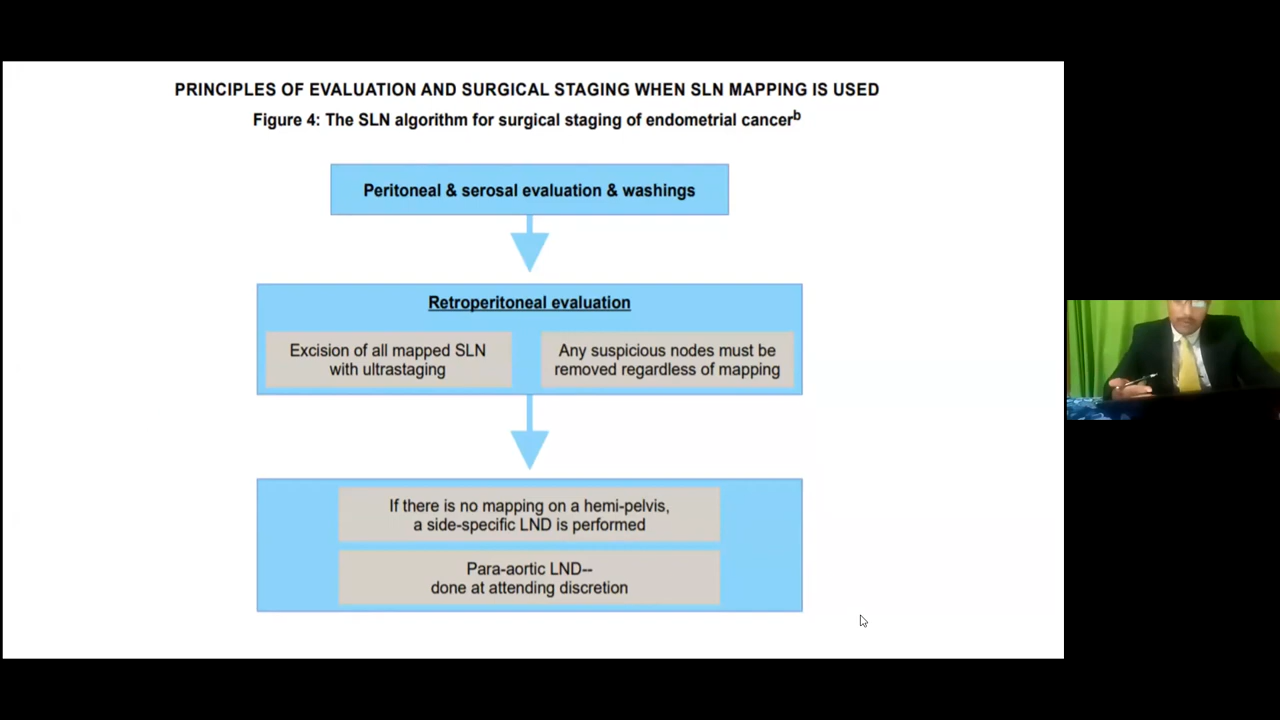 PRINCIPLES OF EVALUATION AND SURGICAL STAGING WHEN SLN MAPPING IS USED
Figure 4: The SLN algorithm for surgical staging of endometrial cancerb
Peritoneal & serosal evaluation & washings
Retroperitoneal evaluation
Excision of all mapped SLN
with ultrastaging
Any suspicious nodes must be
removed regardless of mapping
If there is no mapping on a hemi-pelvis,
a side-specific LND is performed
Para-aortic LND--
done at attending discretion